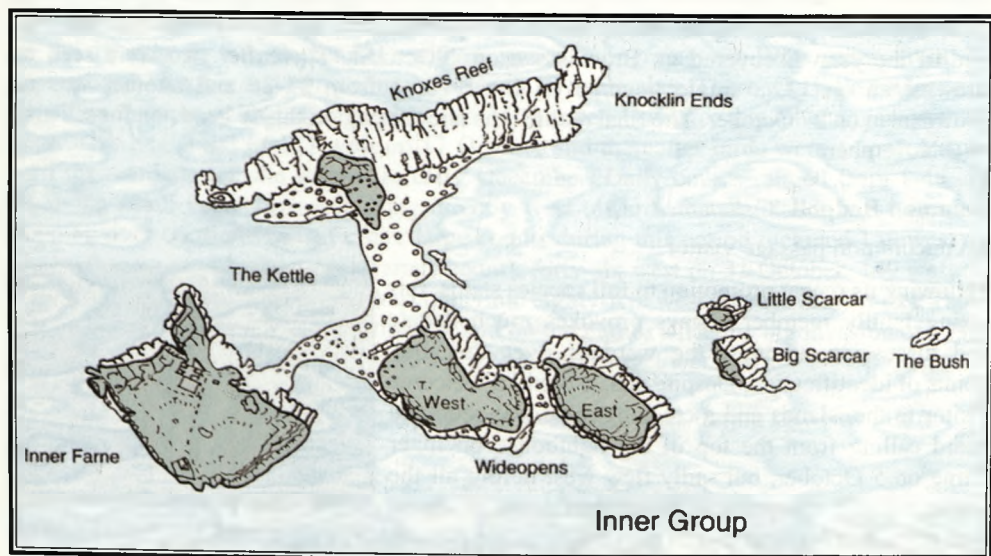 Knoxes Reef
Knocklin Ends
The Kettle
Little Scarcar
Big Scarcar
The Bush
West
East
Inner Farne
Wideopens
Inner Group